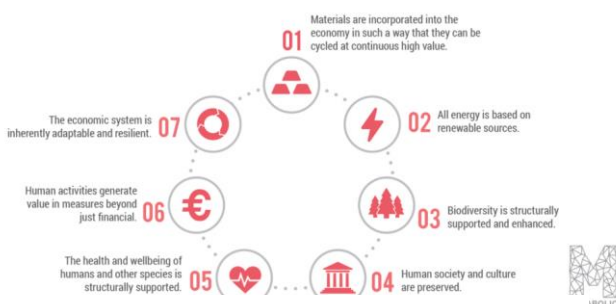 Materials are incorporated into the
economy in such a way that they can be
cycled at continuous high value.
01
All energy is based on
renewable sources.
02
Biodiversity is structurally
supported and enhanced.
03
Human society and culture
are preserved.
04
The health and wellbeing of
humans and other species is
structurally supported.
05
Human activities generate
value in measures beyond
just financial.
06
The economic system is
inherently adaptable and resilient.
07
€
M